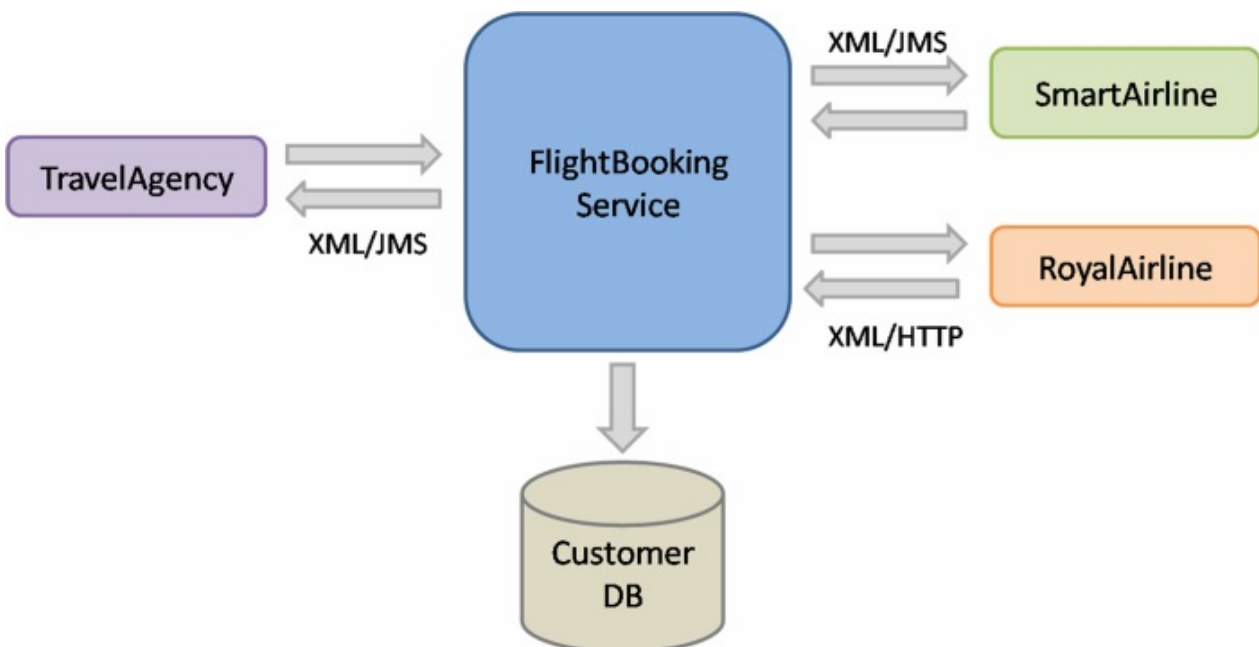 XML/JMS
SmartAirline
TravelAgency
FlightBooking
Service
XML/JMS
RoyalAirline
XML/HTTP
Customer
DB